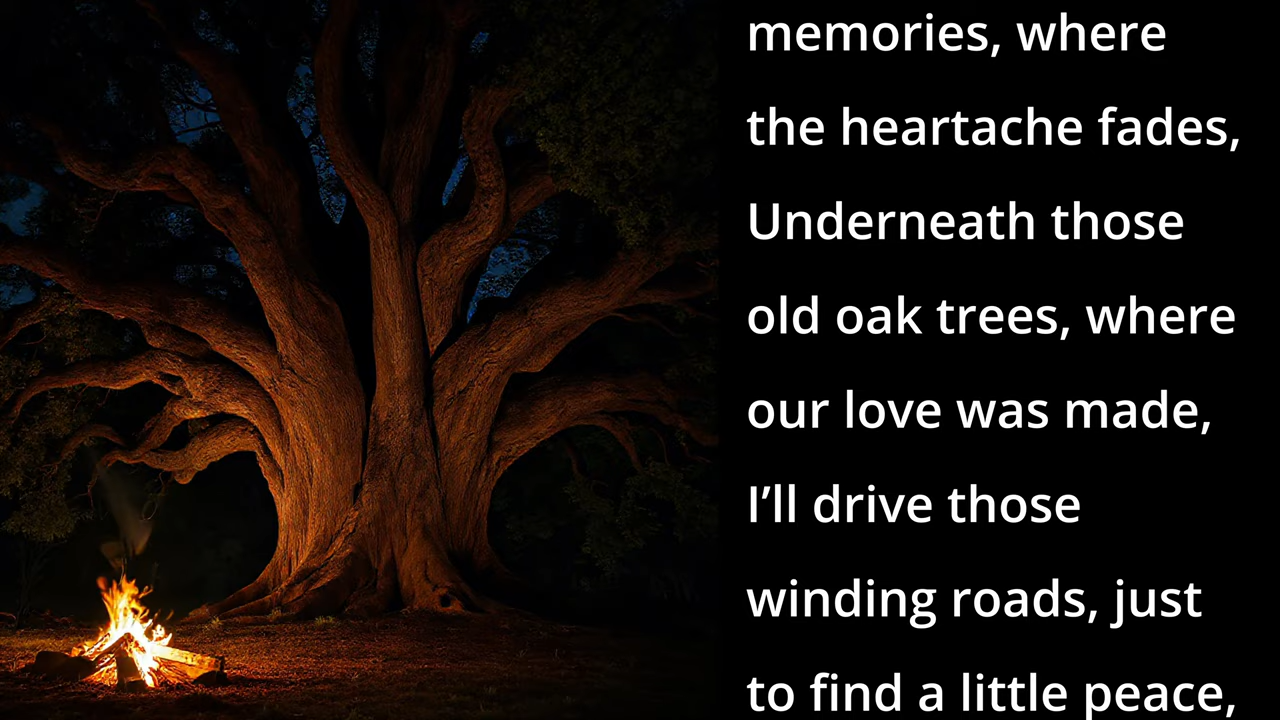 memories, where
the heartache fades,
Underneath those
old oak trees, where
our love was made,
I’ll drive those
winding roads, just
to find a little peace,